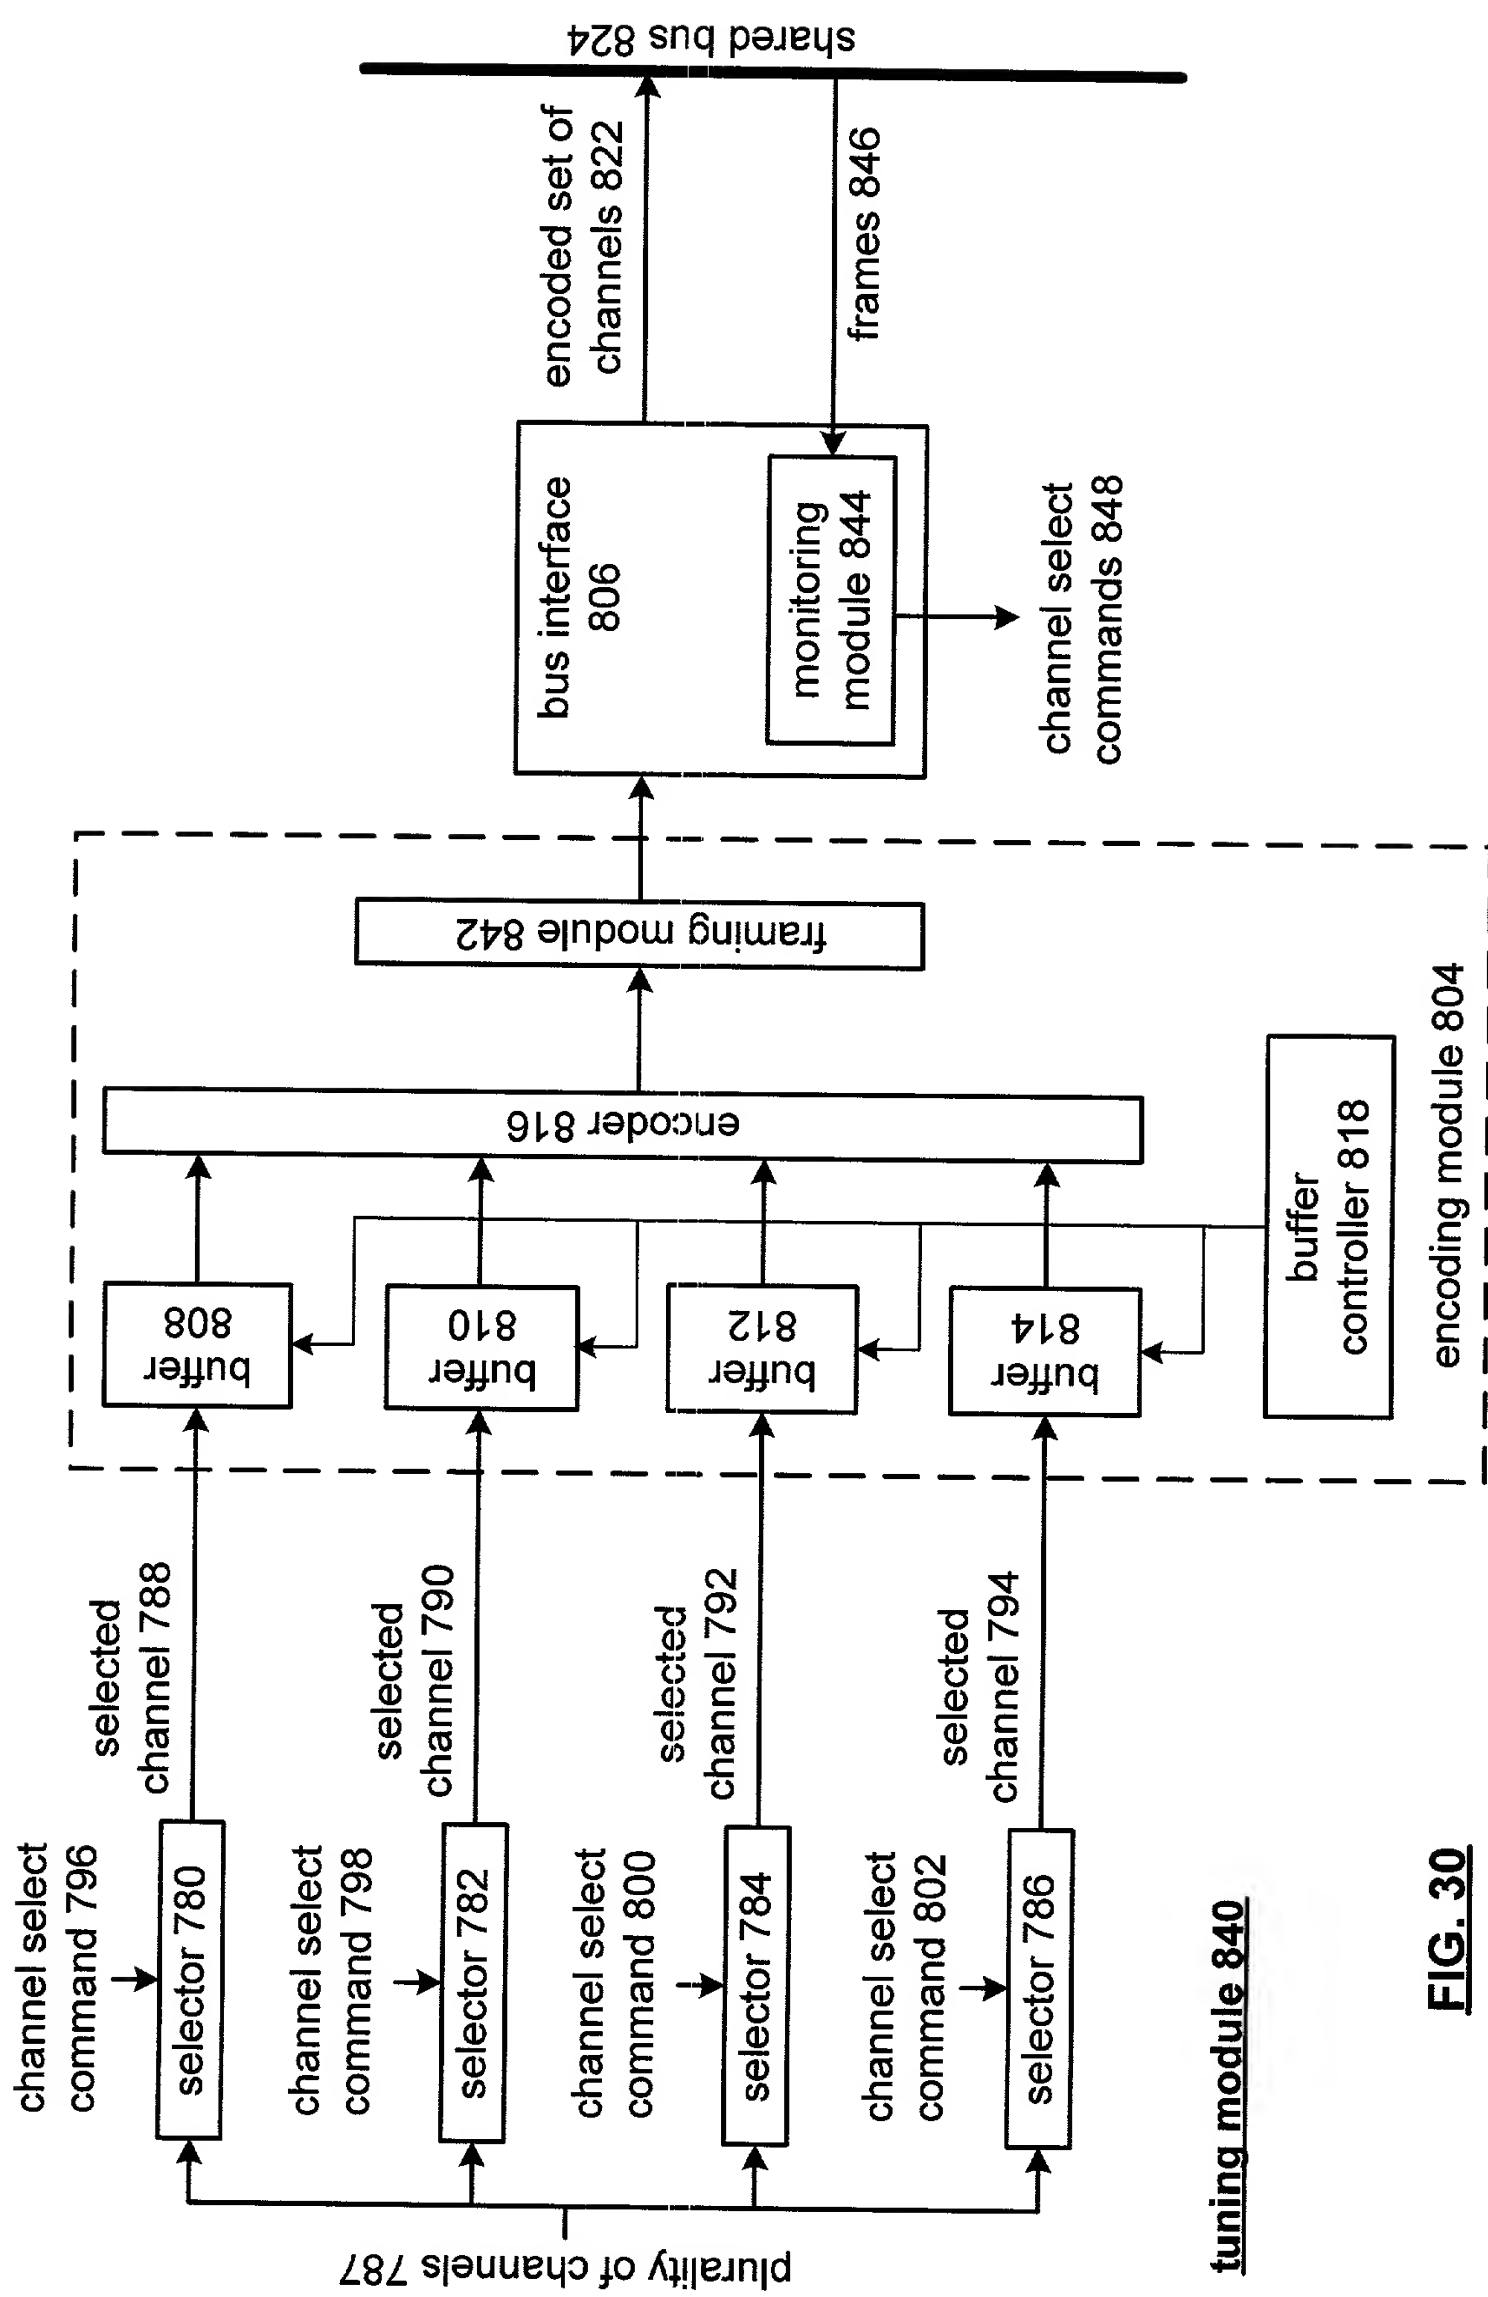 plurality of channels 787
channel select
command 796
selector 780
selected
channel 788
channel select
command 798
selector 782
selected
channel 790
channel select
command 800
selector 784
selected
channel 792
channel select
command 802
selector 786
selected
channel 794
buffer
808
buffer
810
buffer
812
buffer
814
encoder 816
framing module 842
buffer
controller 818
encoding module 804
bus interface
806
monitoring
module 844
channel select
commands 848
encoded set of
channels 822
frames 846
shared bus 824
tuning module 840
FIG. 30